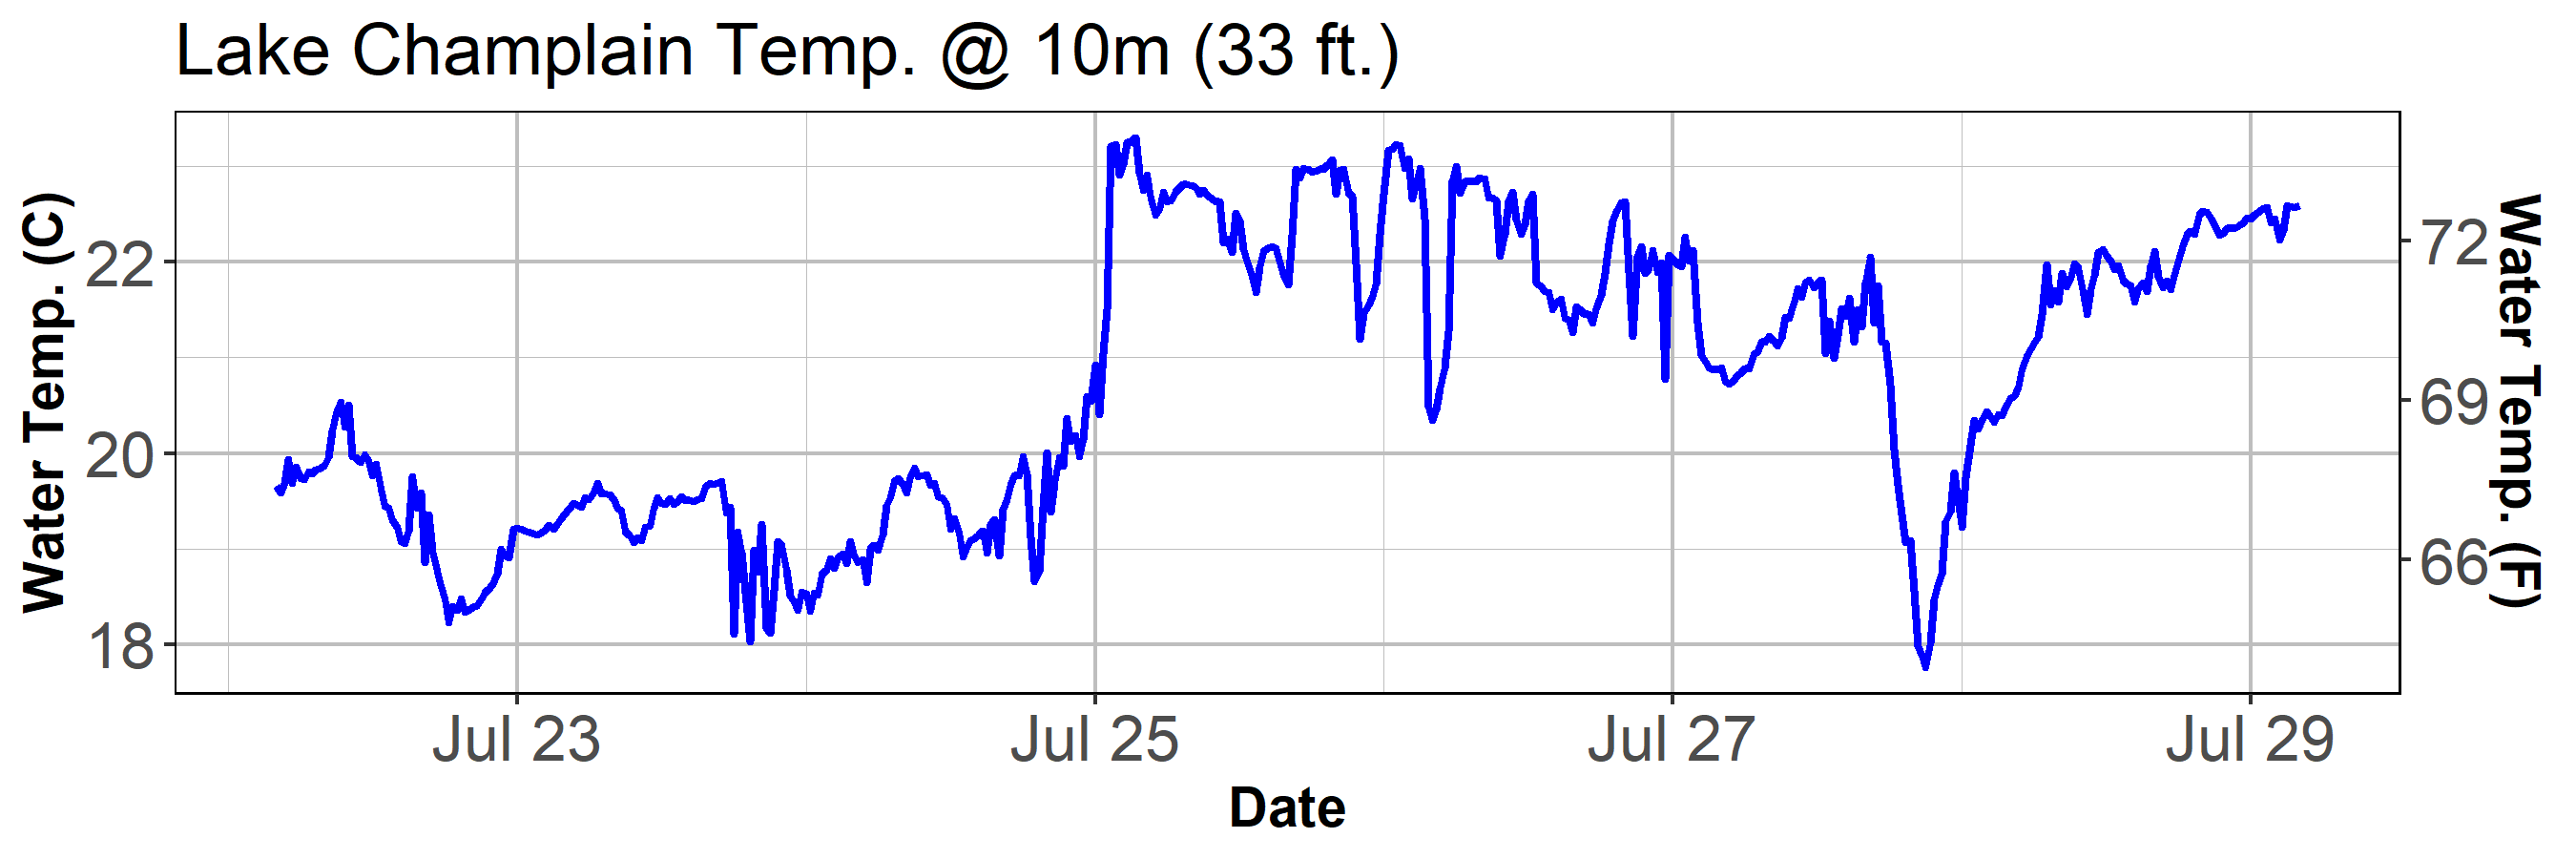 Lake Champlain Temp. @ 10m (33 ft.)
Water Temp. (C)
22
20
18
72
69
66
Water Temp. (F)
Jul 23
Jul 25
Jul 27
Jul 29
Date